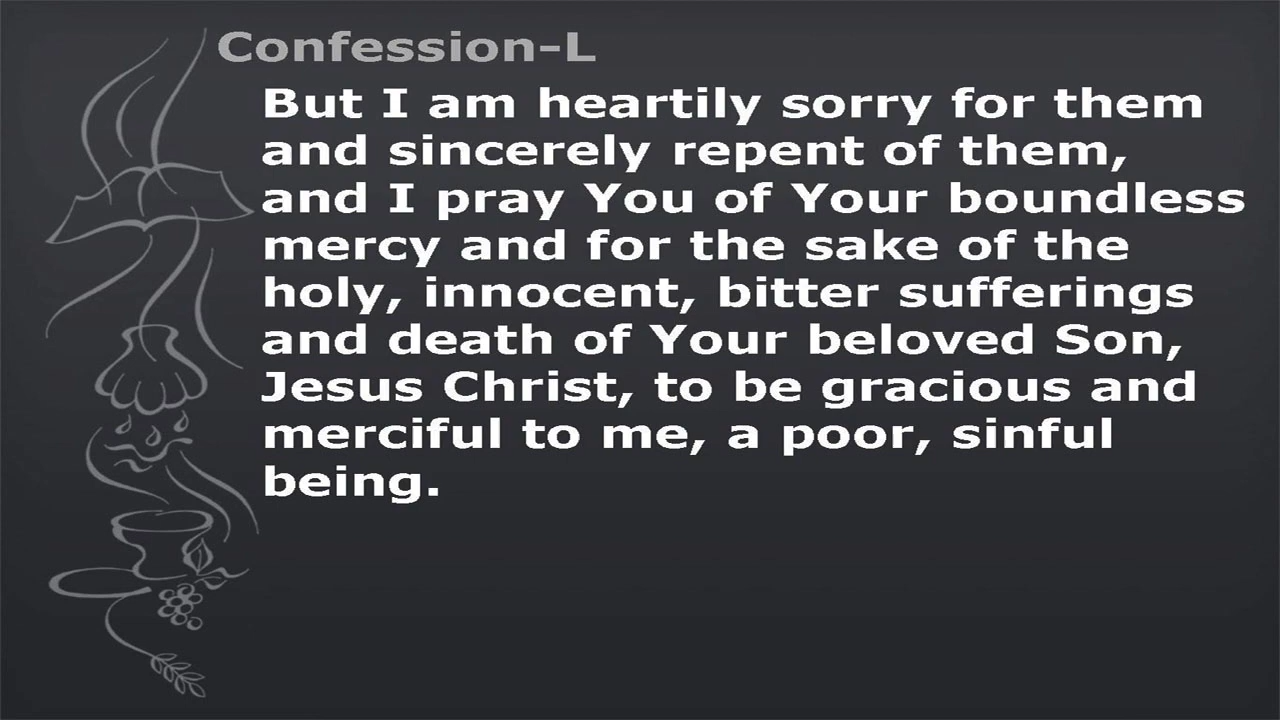 Confession-L
But I am heartily sorry for them
and sincerely repent of them,
and I pray You of Your boundless
mercy and for the sake of the
holy, innocent, bitter sufferings
and death of Your beloved Son,
Jesus Christ, to be gracious and
merciful to me, a poor, sinful
being.